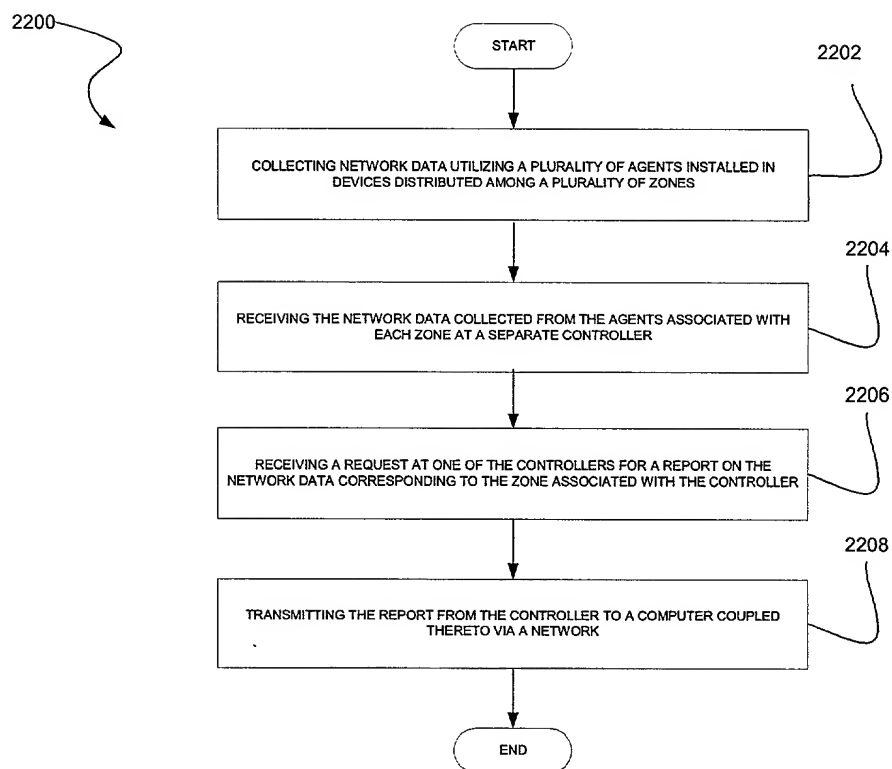 2200
START
2202
COLLECTING NETWORK DATA UTILIZING A PLURALITY OF AGENTS INSTALLED IN
DEVICES DISTRIBUTED AMONG A PLURALITY OF ZONES
2204
RECEIVING THE NETWORK DATA COLLECTED FROM THE AGENTS ASSOCIATED WITH
EACH ZONE AT A SEPARATE CONTROLLER
2206
RECEIVING A REQUEST AT ONE OF THE CONTROLLERS FOR A REPORT ON THE
NETWORK DATA CORRESPONDING TO THE ZONE ASSOCIATED WITH THE CONTROLLER
2208
TRANSMITTING THE REPORT FROM THE CONTROLLER TO A COMPUTER COUPLED
THERETO VIA A NETWORK
END